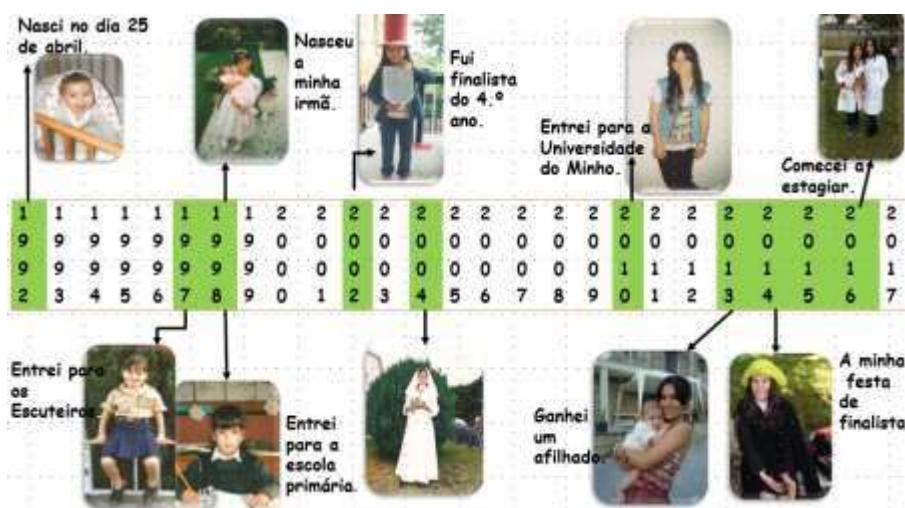 Nasci no dia 25
de abril.
Nasceu
a
minha
irmã.
Fui
finalista
do 4.º
ano.
Entrei para a
Universidade
do Minho.
Comecei a
estagiar.
1992
1993
1994
1995
1996
1997
1998
1999
2000
2001
2002
2003
2004
2005
2006
2007
2008
2009
2010
2011
2012
2013
2014
2015
2016
2017
Entrei para
os
Escuteiros.
Entrei
para a
escola
primária.
Ganhei
um
afilhado.
A minha
festa
de
finalista